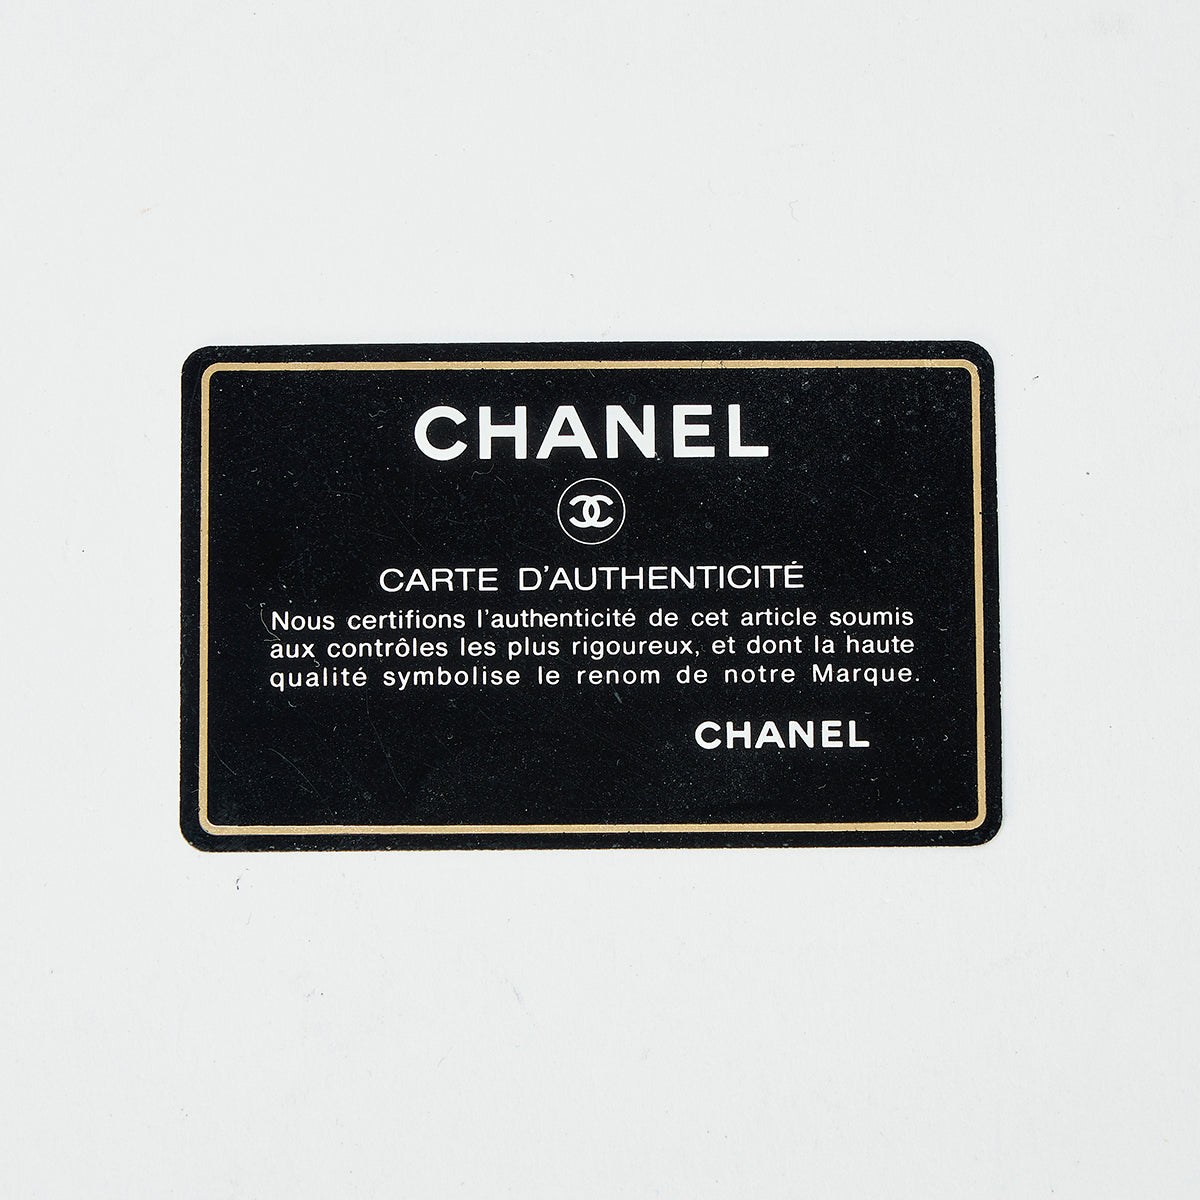 CHANEL
CARTE D'AUTHENTICITÉ
Nous certifions l'authenticité de cet article soumis
aux contrôles les plus rigoureux, et dont la haute
qualité symbolise le renom de notre Marque.
CHANEL